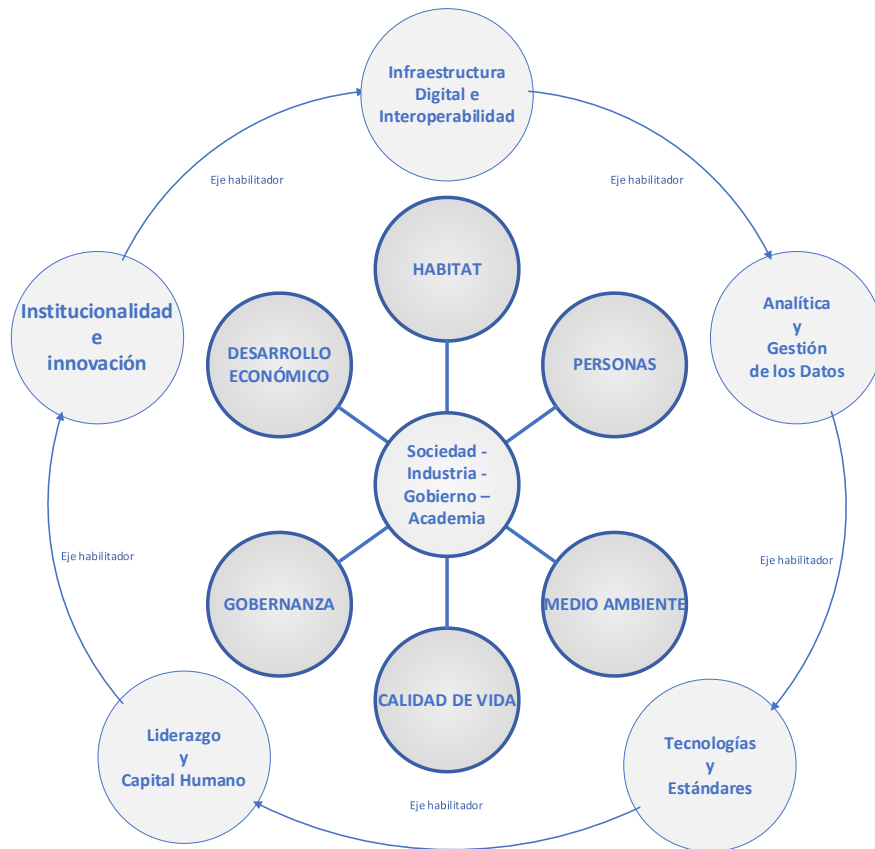 Infraestructura
Digital e
Interoperabilidad
Eje habilitador
Eje habilitador
HABITAT
Institucionalidad
e
innovación
Analítica
y
Gestión
de los Datos
DESARROLLO
ECONÓMICO
PERSONAS
Sociedad -
Industria -
Gobierno –
Academia
Eje habilitador
Eje habilitador
GOBERNANZA
MEDIO AMBIENTE
CALIDAD DE VIDA
Liderazgo
y
Capital Humano
Tecnologías
y
Estándares
Eje habilitador